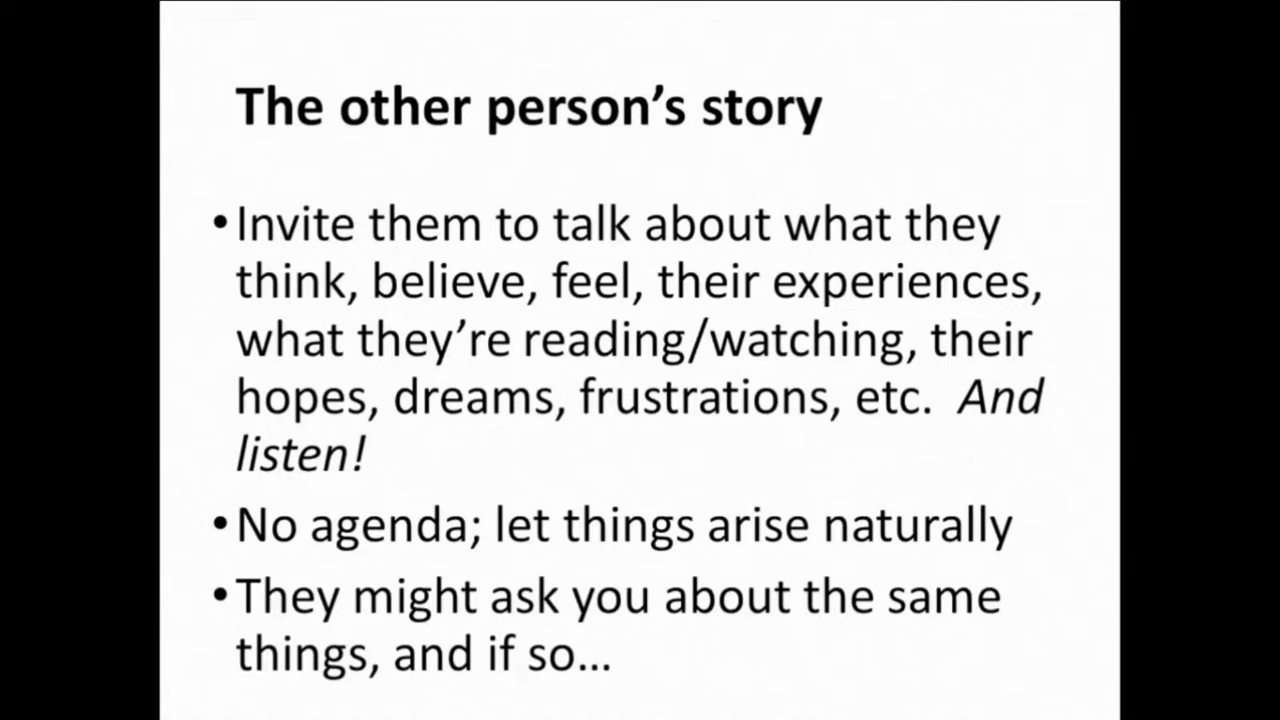 The other person’s story
•Invite them to talk about what they
think, believe, feel, their experiences,
what they’re reading/watching, their
hopes, dreams, frustrations, etc.  And
listen!
•No agenda; let things arise naturally
•They might ask you about the same
things, and if so…